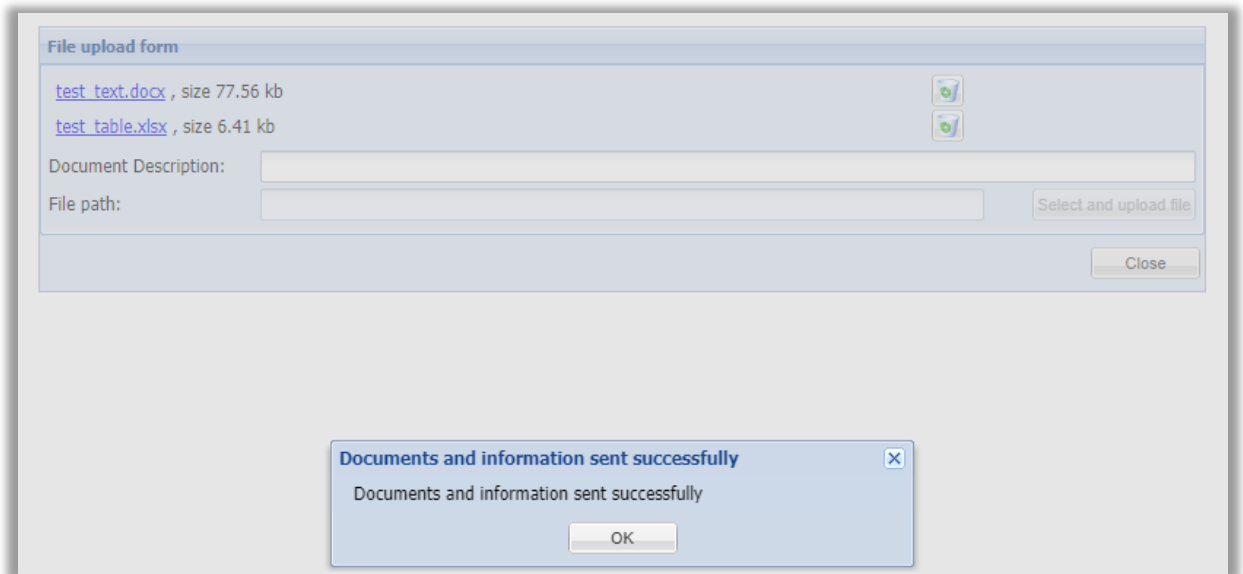 File upload form
test_text.docx , size 77.56 kb
test_table.xlsx , size 6.41 kb
Document Description:
File path:
Select and upload file
Close
Documents and information sent successfully
Documents and information sent successfully
OK